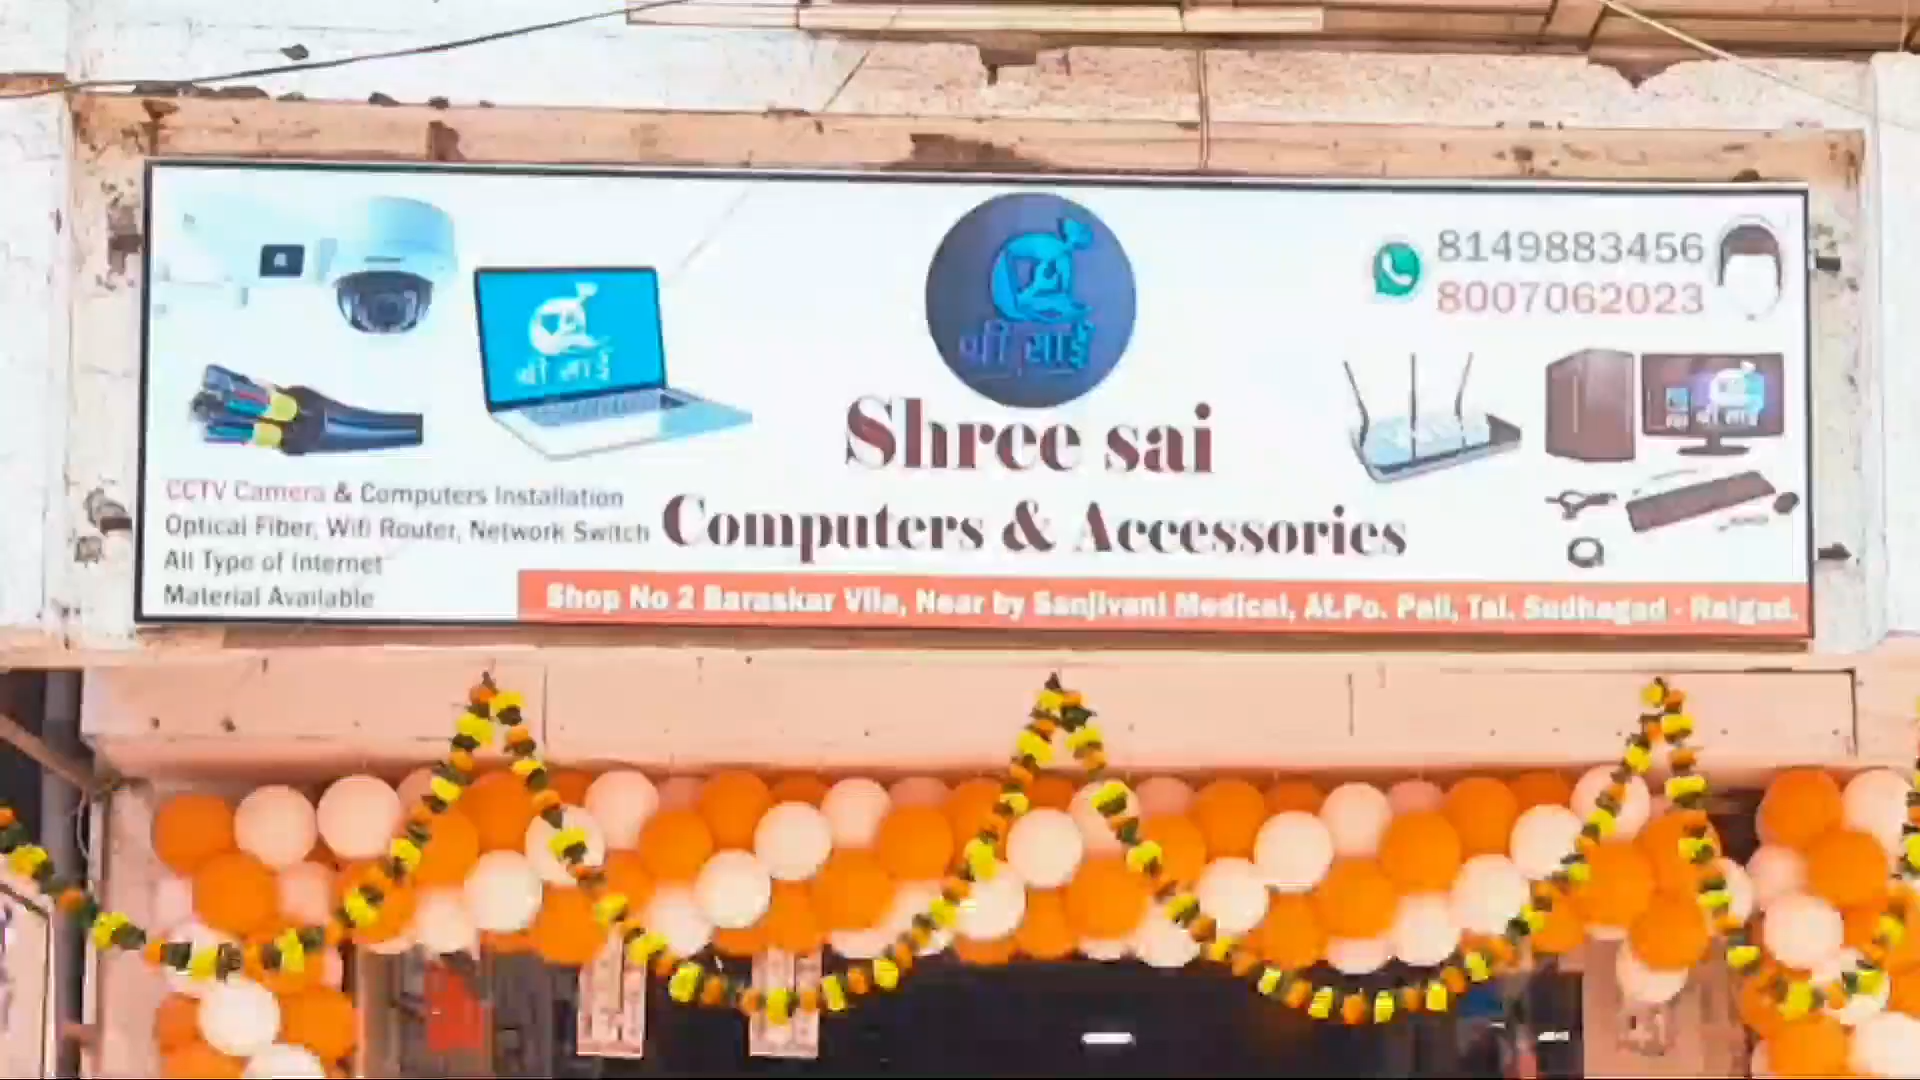 श्री साई
8149883456
8007062023
श्री साई
श्री साई
Shree sai
Computers & Accessories
CCTV Camera & Computers Installation
Optical Fiber, Wifi Router, Network Switch
All Type of Internet
Material Available
Shop No 2 Baraskar Vila, Near by Sanjivani Medical, At.Po. Pali, Tal. Sudhagad - Raigad.